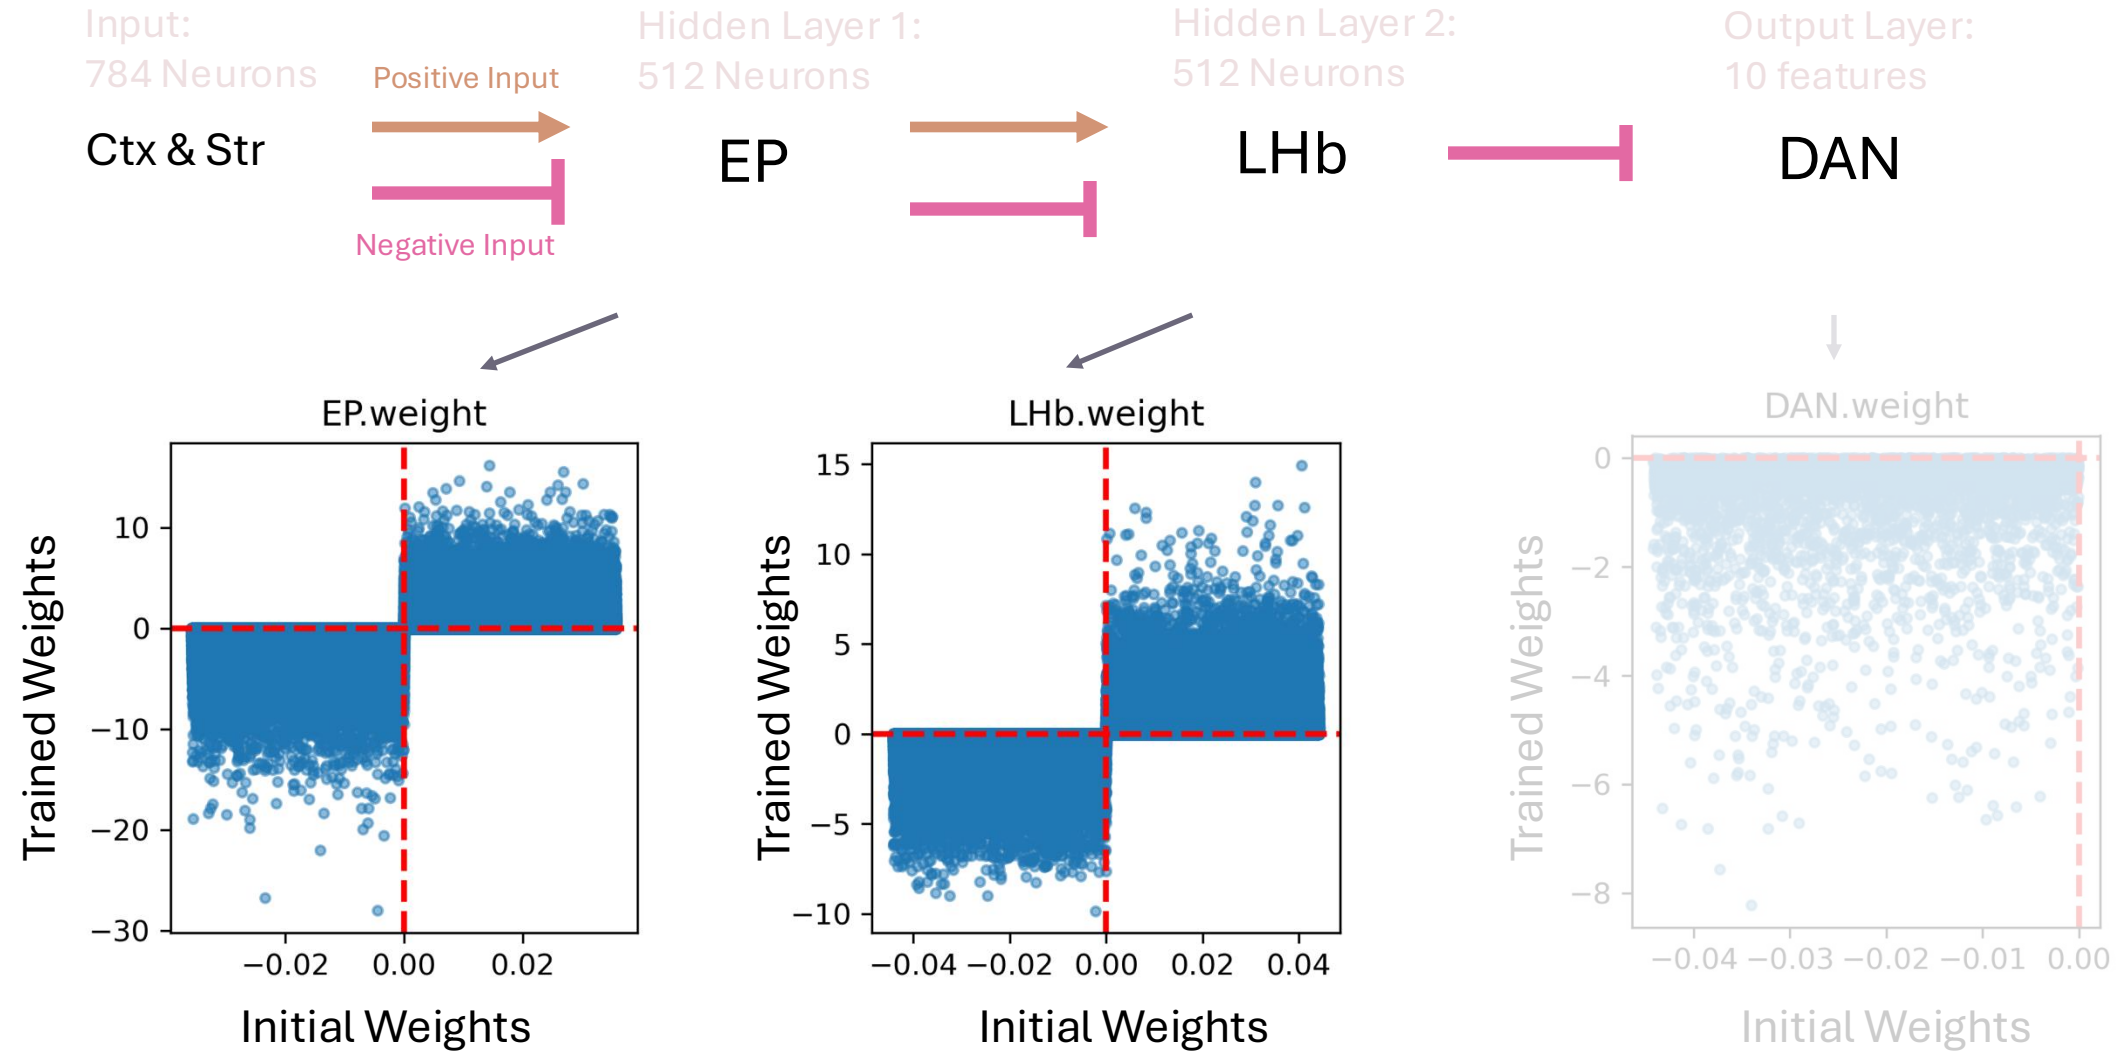 Input:
784 Neurons
Hidden Layer 1:
512 Neurons
Hidden Layer 2:
512 Neurons
Output Layer:
10 features
Positive Input
Negative Input
Ctx & Str
EP
LHb
DAN
EP.weight
Trained Weights
10
0
−10
−20
−30
−0.02
0.00
0.02
Initial Weights
LHb.weight
Trained Weights
15
10
5
0
−5
−10
−0.04
−0.02
0.00
0.02
0.04
Initial Weights
DAN.weight
Trained Weights
0
−2
−4
−6
−8
−0.04
−0.03
−0.02
−0.01
0.00
Initial Weights